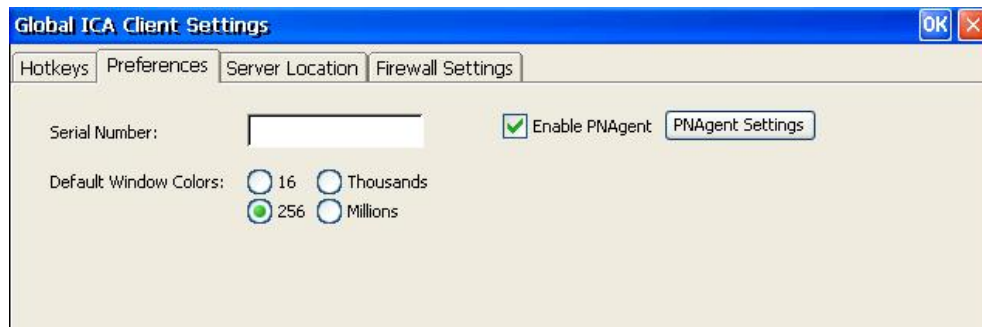 Global ICA Client Settings OK
Hotkeys Preferences Server Location Firewall Settings
Serial Number: Enable PNAgent PNAgent Settings
Default Window Colors: 16 Thousands
256 Millions